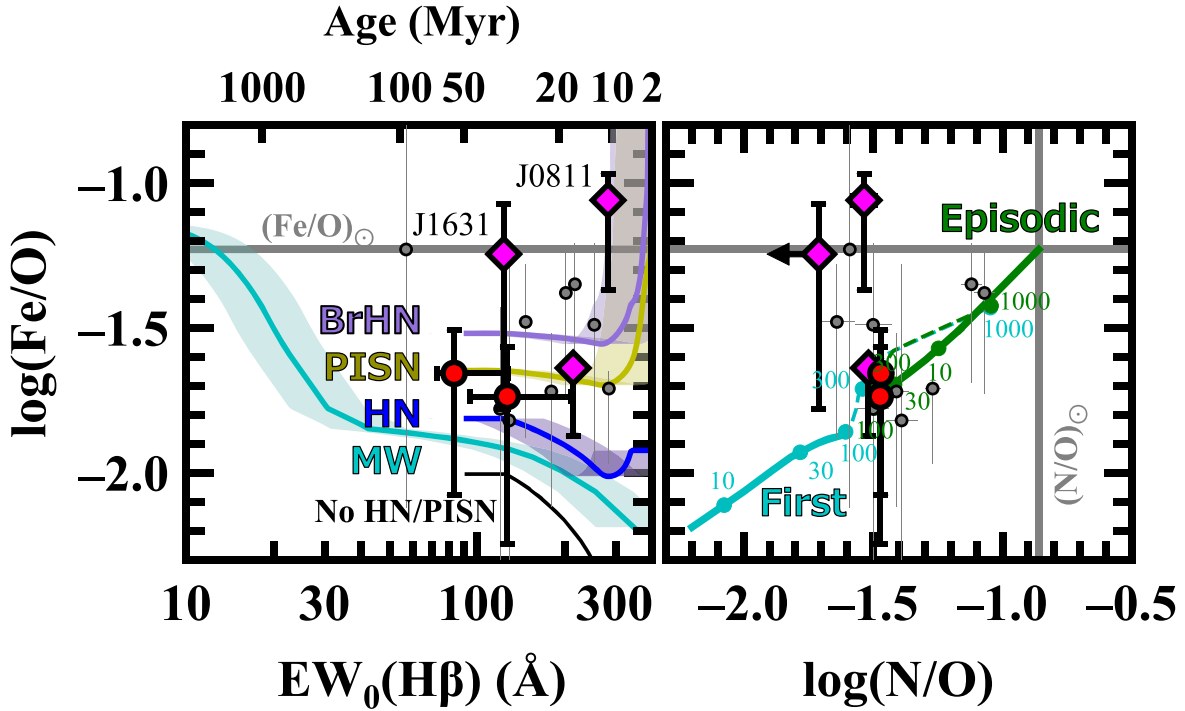 Age (Myr)
1000 100 50 20 10 2
log(Fe/O)
−1.0
−1.5
−2.0
J0811
(Fe/O)⊙
J1631
BrHN
PISN
HN
MW
No HN/PISN
10 30 100 300
EW₀(Hβ) (Å)
Episodic
1000
1000
10
300
300
30
100
100
30
10
First
(N/O)⊙
−2.0 −1.5 −1.0 −0.5
log(N/O)